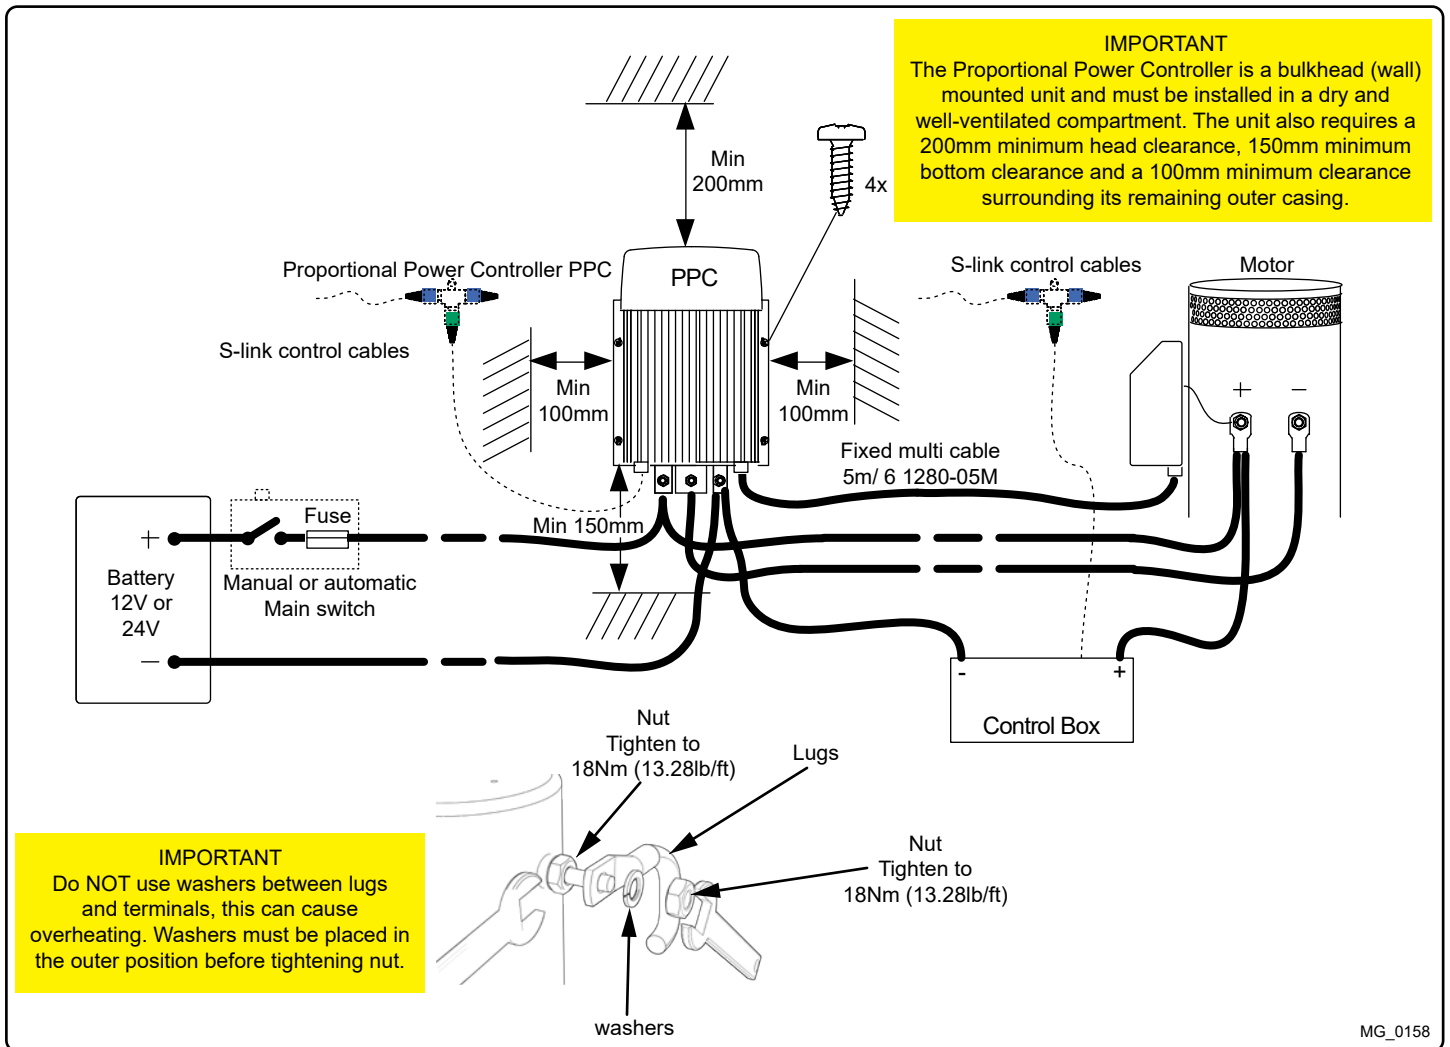 IMPORTANT
The Proportional Power Controller is a bulkhead (wall)
mounted unit and must be installed in a dry and
well-ventilated compartment. The unit also requires a
200mm minimum head clearance, 150mm minimum
bottom clearance and a 100mm minimum clearance
surrounding its remaining outer casing.
Min
200mm
4x
Proportional Power Controller PPC
PPC
S-link control cables
Motor
S-link control cables
Min
100mm
Min
100mm
+
−
Fixed multi cable
5m/ 6 1280-05M
Min 150mm
Fuse
+
Battery
12V or
24V
−
Manual or automatic
Main switch
-
+
Control Box
Nut
Tighten to
18Nm (13.28lb/ft)
Lugs
Nut
Tighten to
18Nm (13.28lb/ft)
washers
IMPORTANT
Do NOT use washers between lugs
and terminals, this can cause
overheating. Washers must be placed in
the outer position before tightening nut.
MG_0158